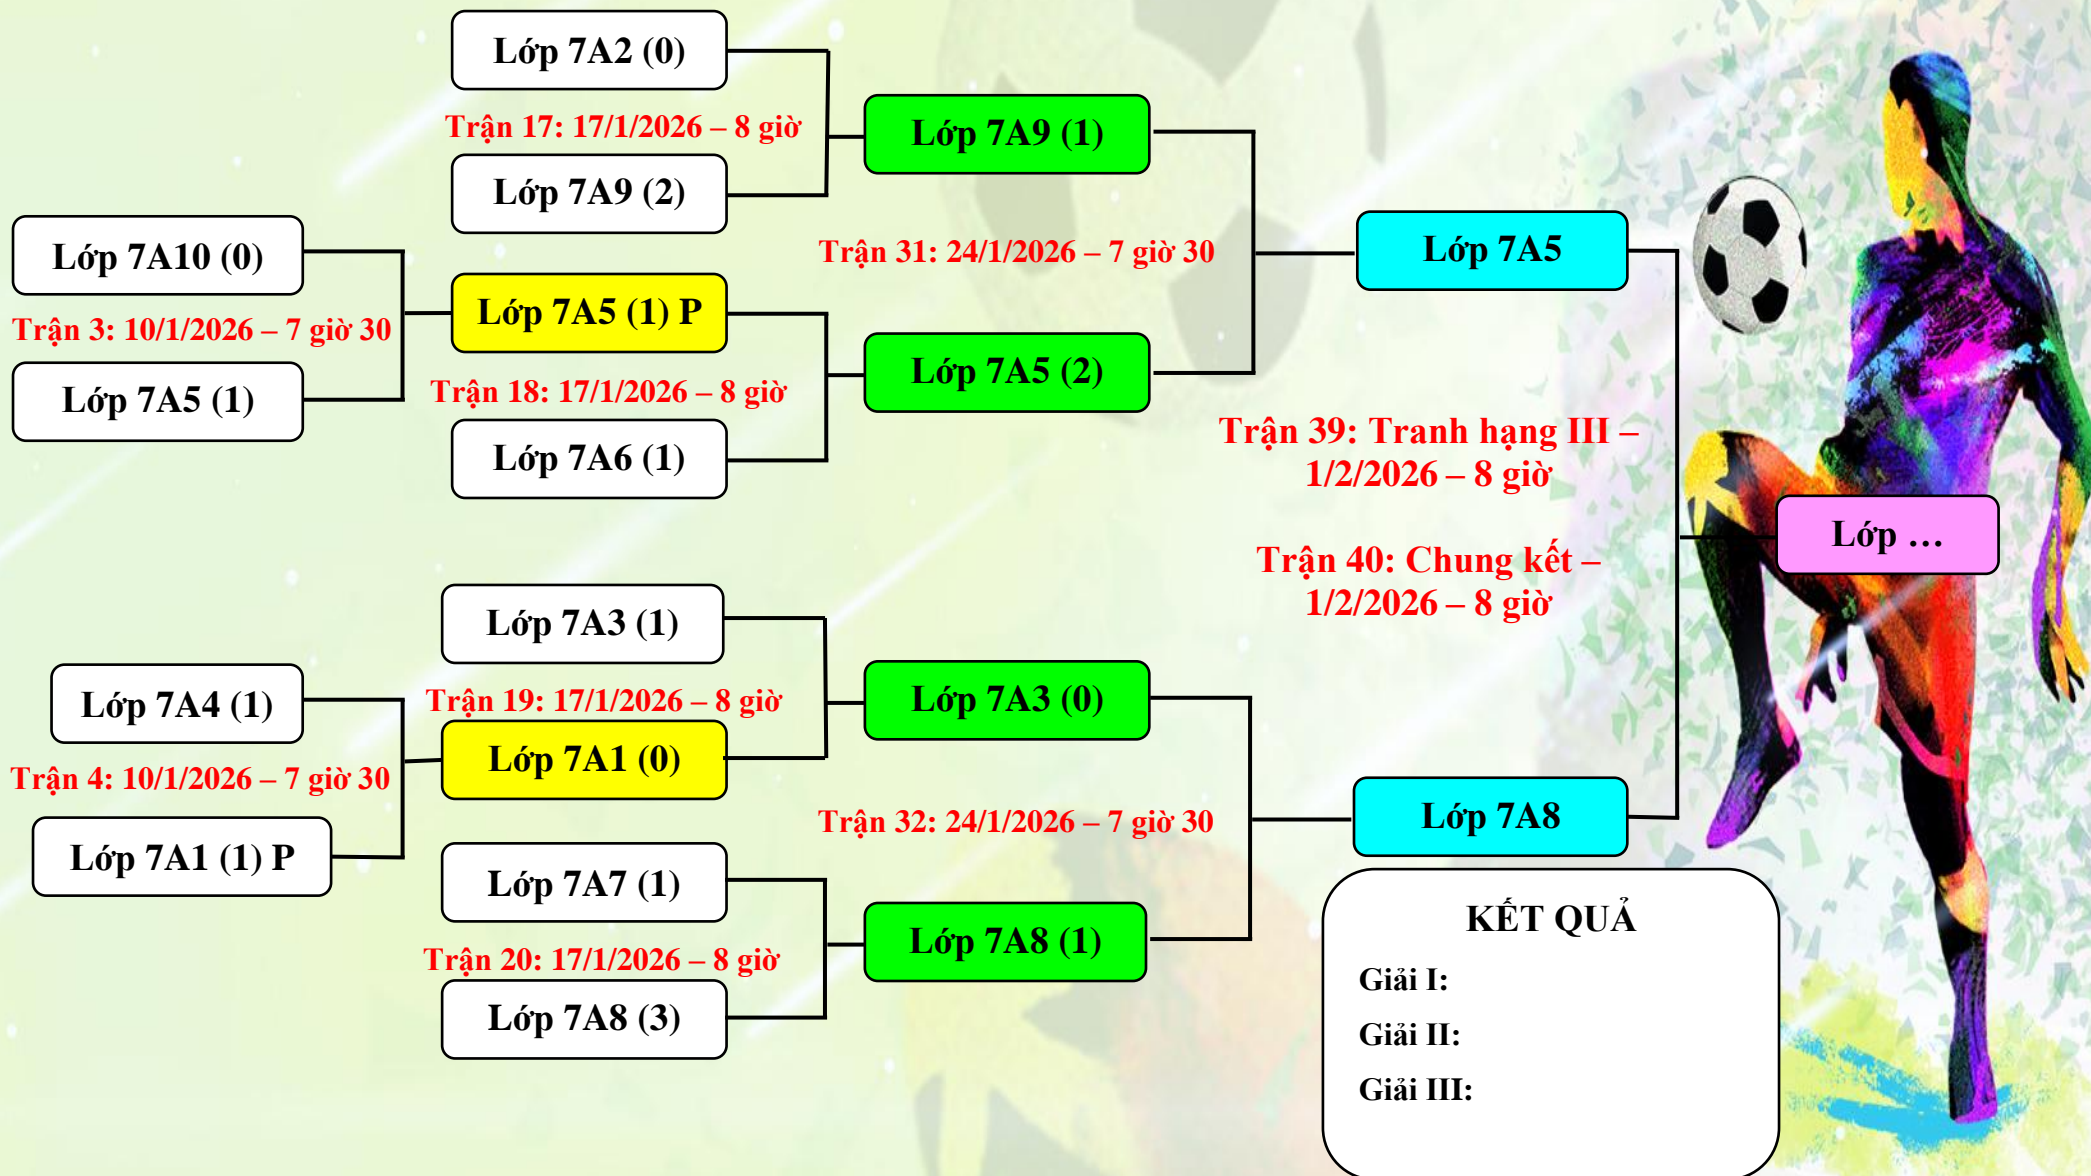 Lớp 7A2 (0)
Trận 17: 17/1/2026 – 8 giờ
Lớp 7A9 (2)
Lớp 7A9 (1)
Lớp 7A10 (0)
Trận 3: 10/1/2026 – 7 giờ 30
Lớp 7A5 (1)
Lớp 7A5 (1) P
Trận 18: 17/1/2026 – 8 giờ
Lớp 7A6 (1)
Lớp 7A5 (2)
Trận 31: 24/1/2026 – 7 giờ 30
Lớp 7A5
Trận 39: Tranh hạng III –
1/2/2026 – 8 giờ
Trận 40: Chung kết –
1/2/2026 – 8 giờ
Lớp ...
Lớp 7A3 (1)
Trận 19: 17/1/2026 – 8 giờ
Lớp 7A1 (0)
Lớp 7A4 (1)
Trận 4: 10/1/2026 – 7 giờ 30
Lớp 7A1 (1) P
Lớp 7A3 (0)
Lớp 7A7 (1)
Trận 20: 17/1/2026 – 8 giờ
Lớp 7A8 (3)
Lớp 7A8 (1)
Trận 32: 24/1/2026 – 7 giờ 30
Lớp 7A8
KẾT QUẢ
Giải I:
Giải II:
Giải III: